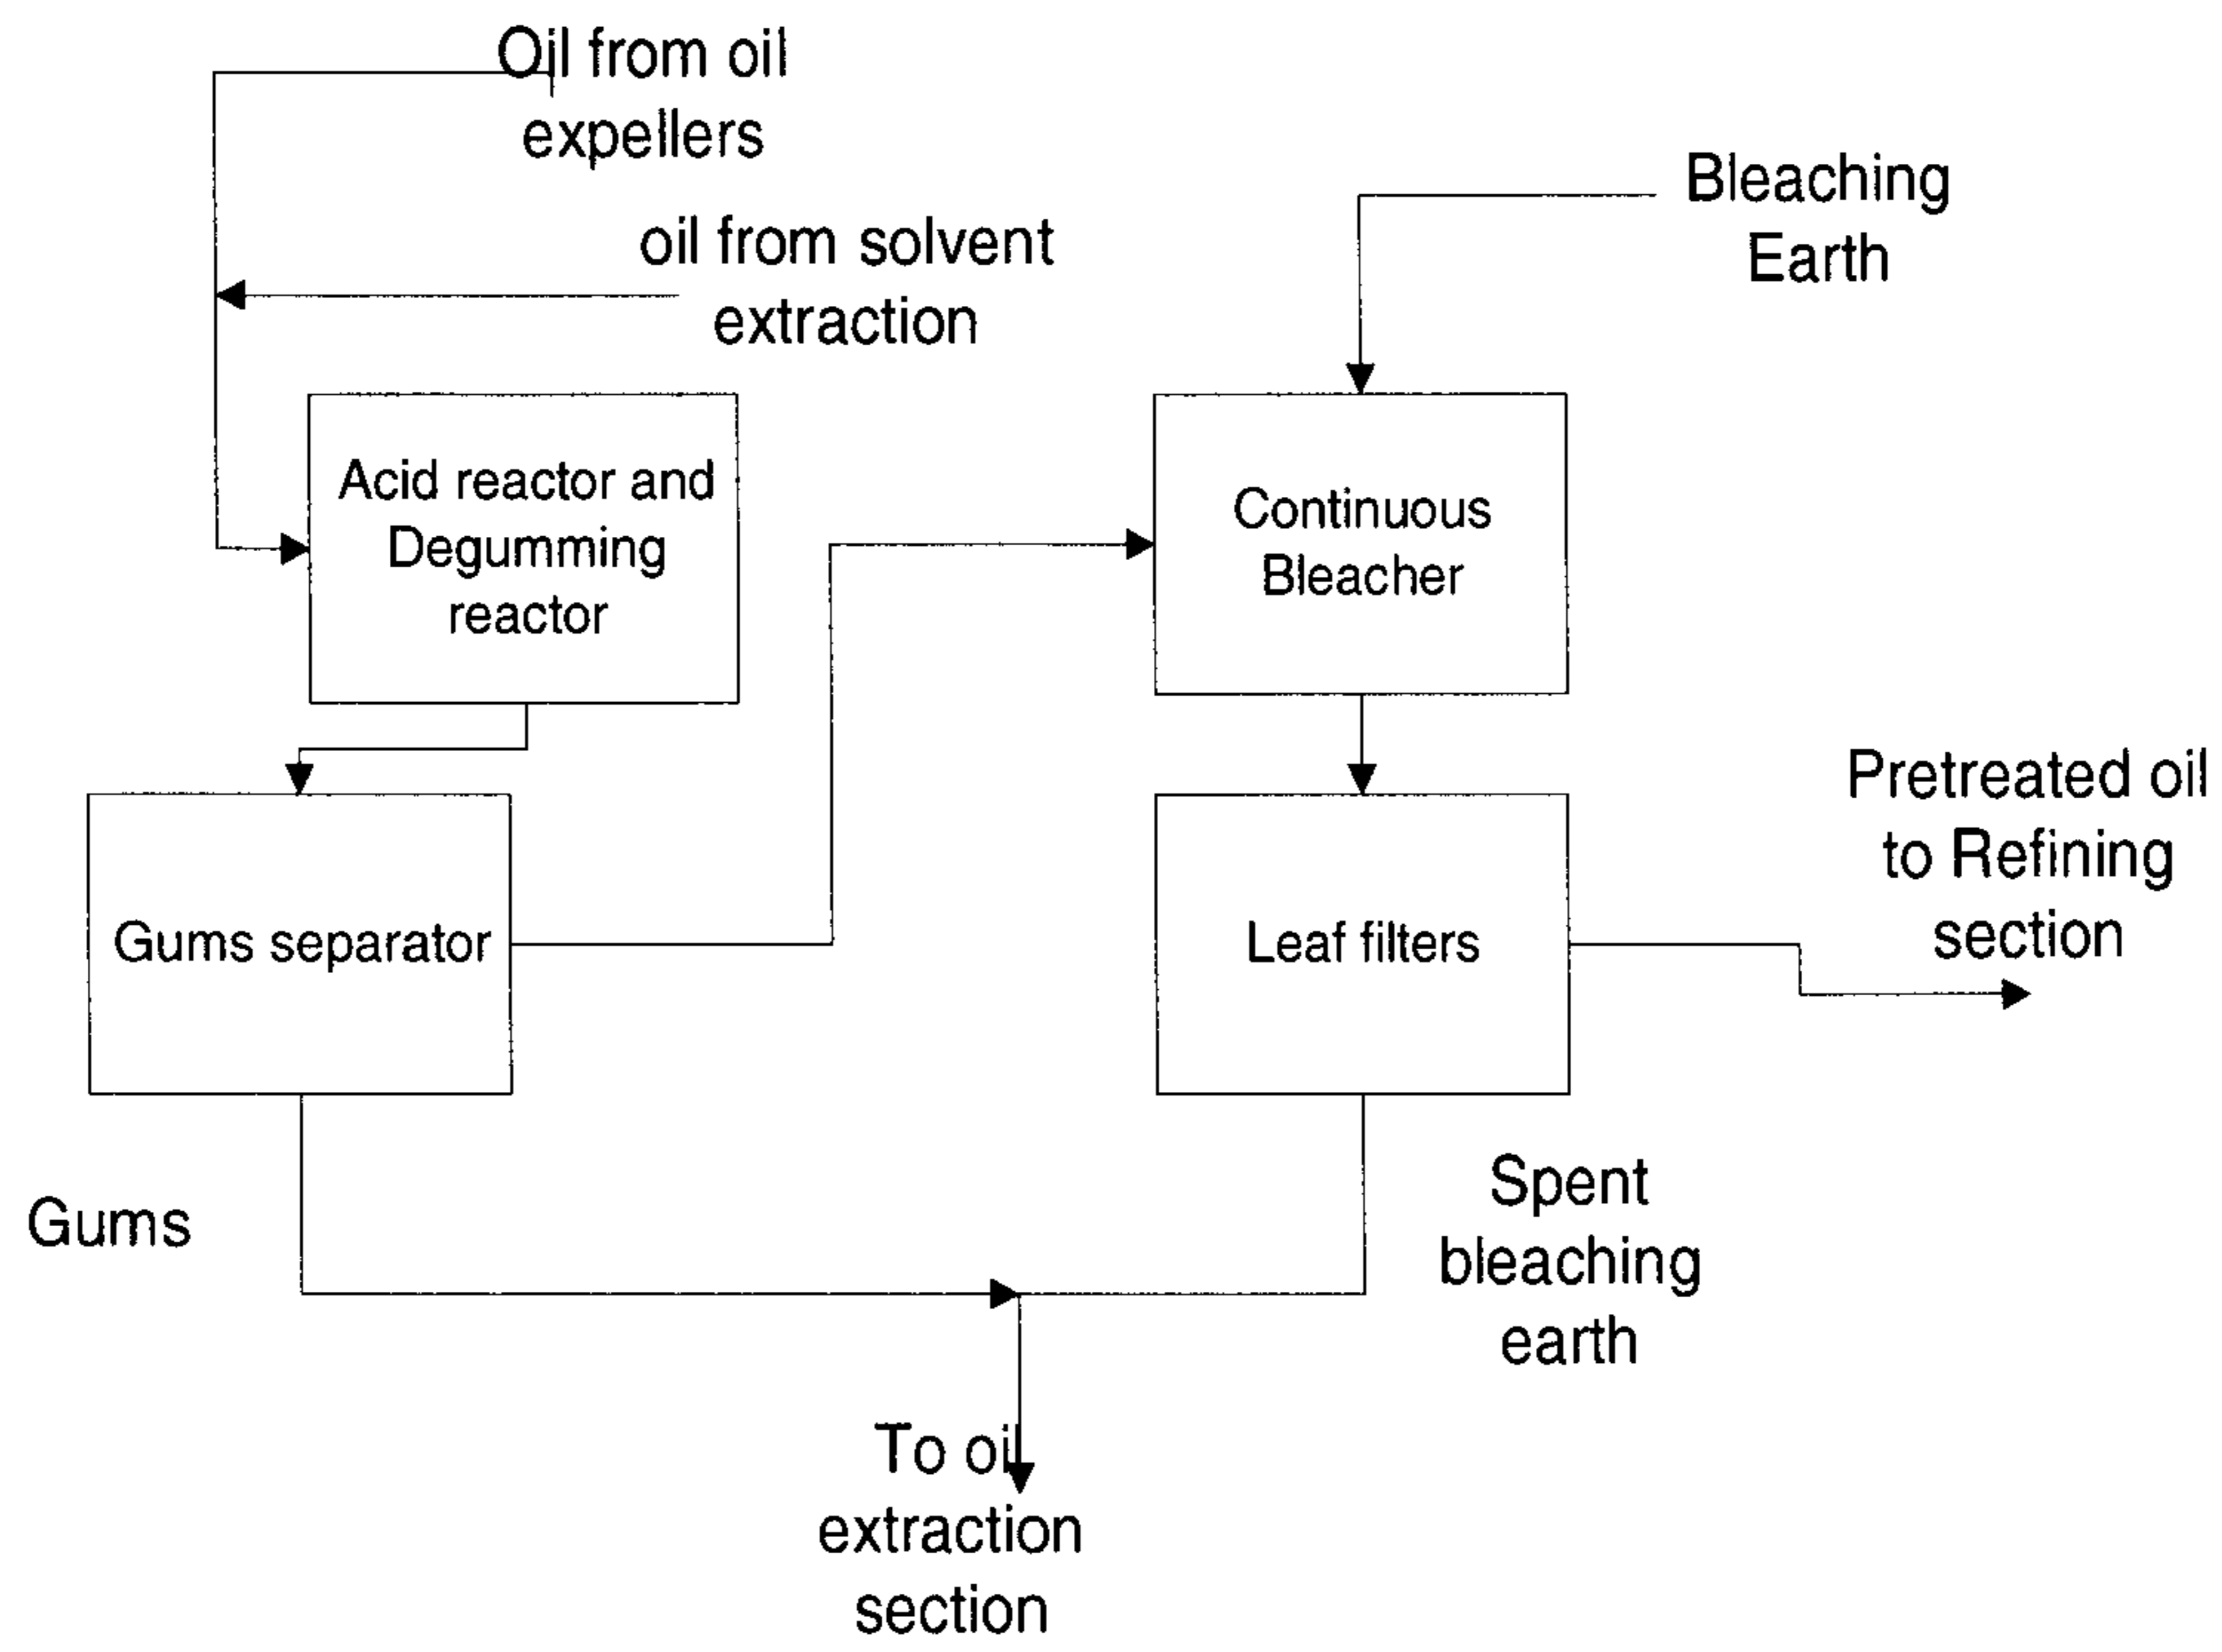 Oil from oil
expellers
oil from solvent
extraction
Bleaching
Earth
Acid reactor and
Degumming
reactor
Continuous
Bleacher
Gums separator
Leaf filters
Pretreated oil
to Refining
section
Gums
Spent
bleaching
earth
To oil
extraction
section